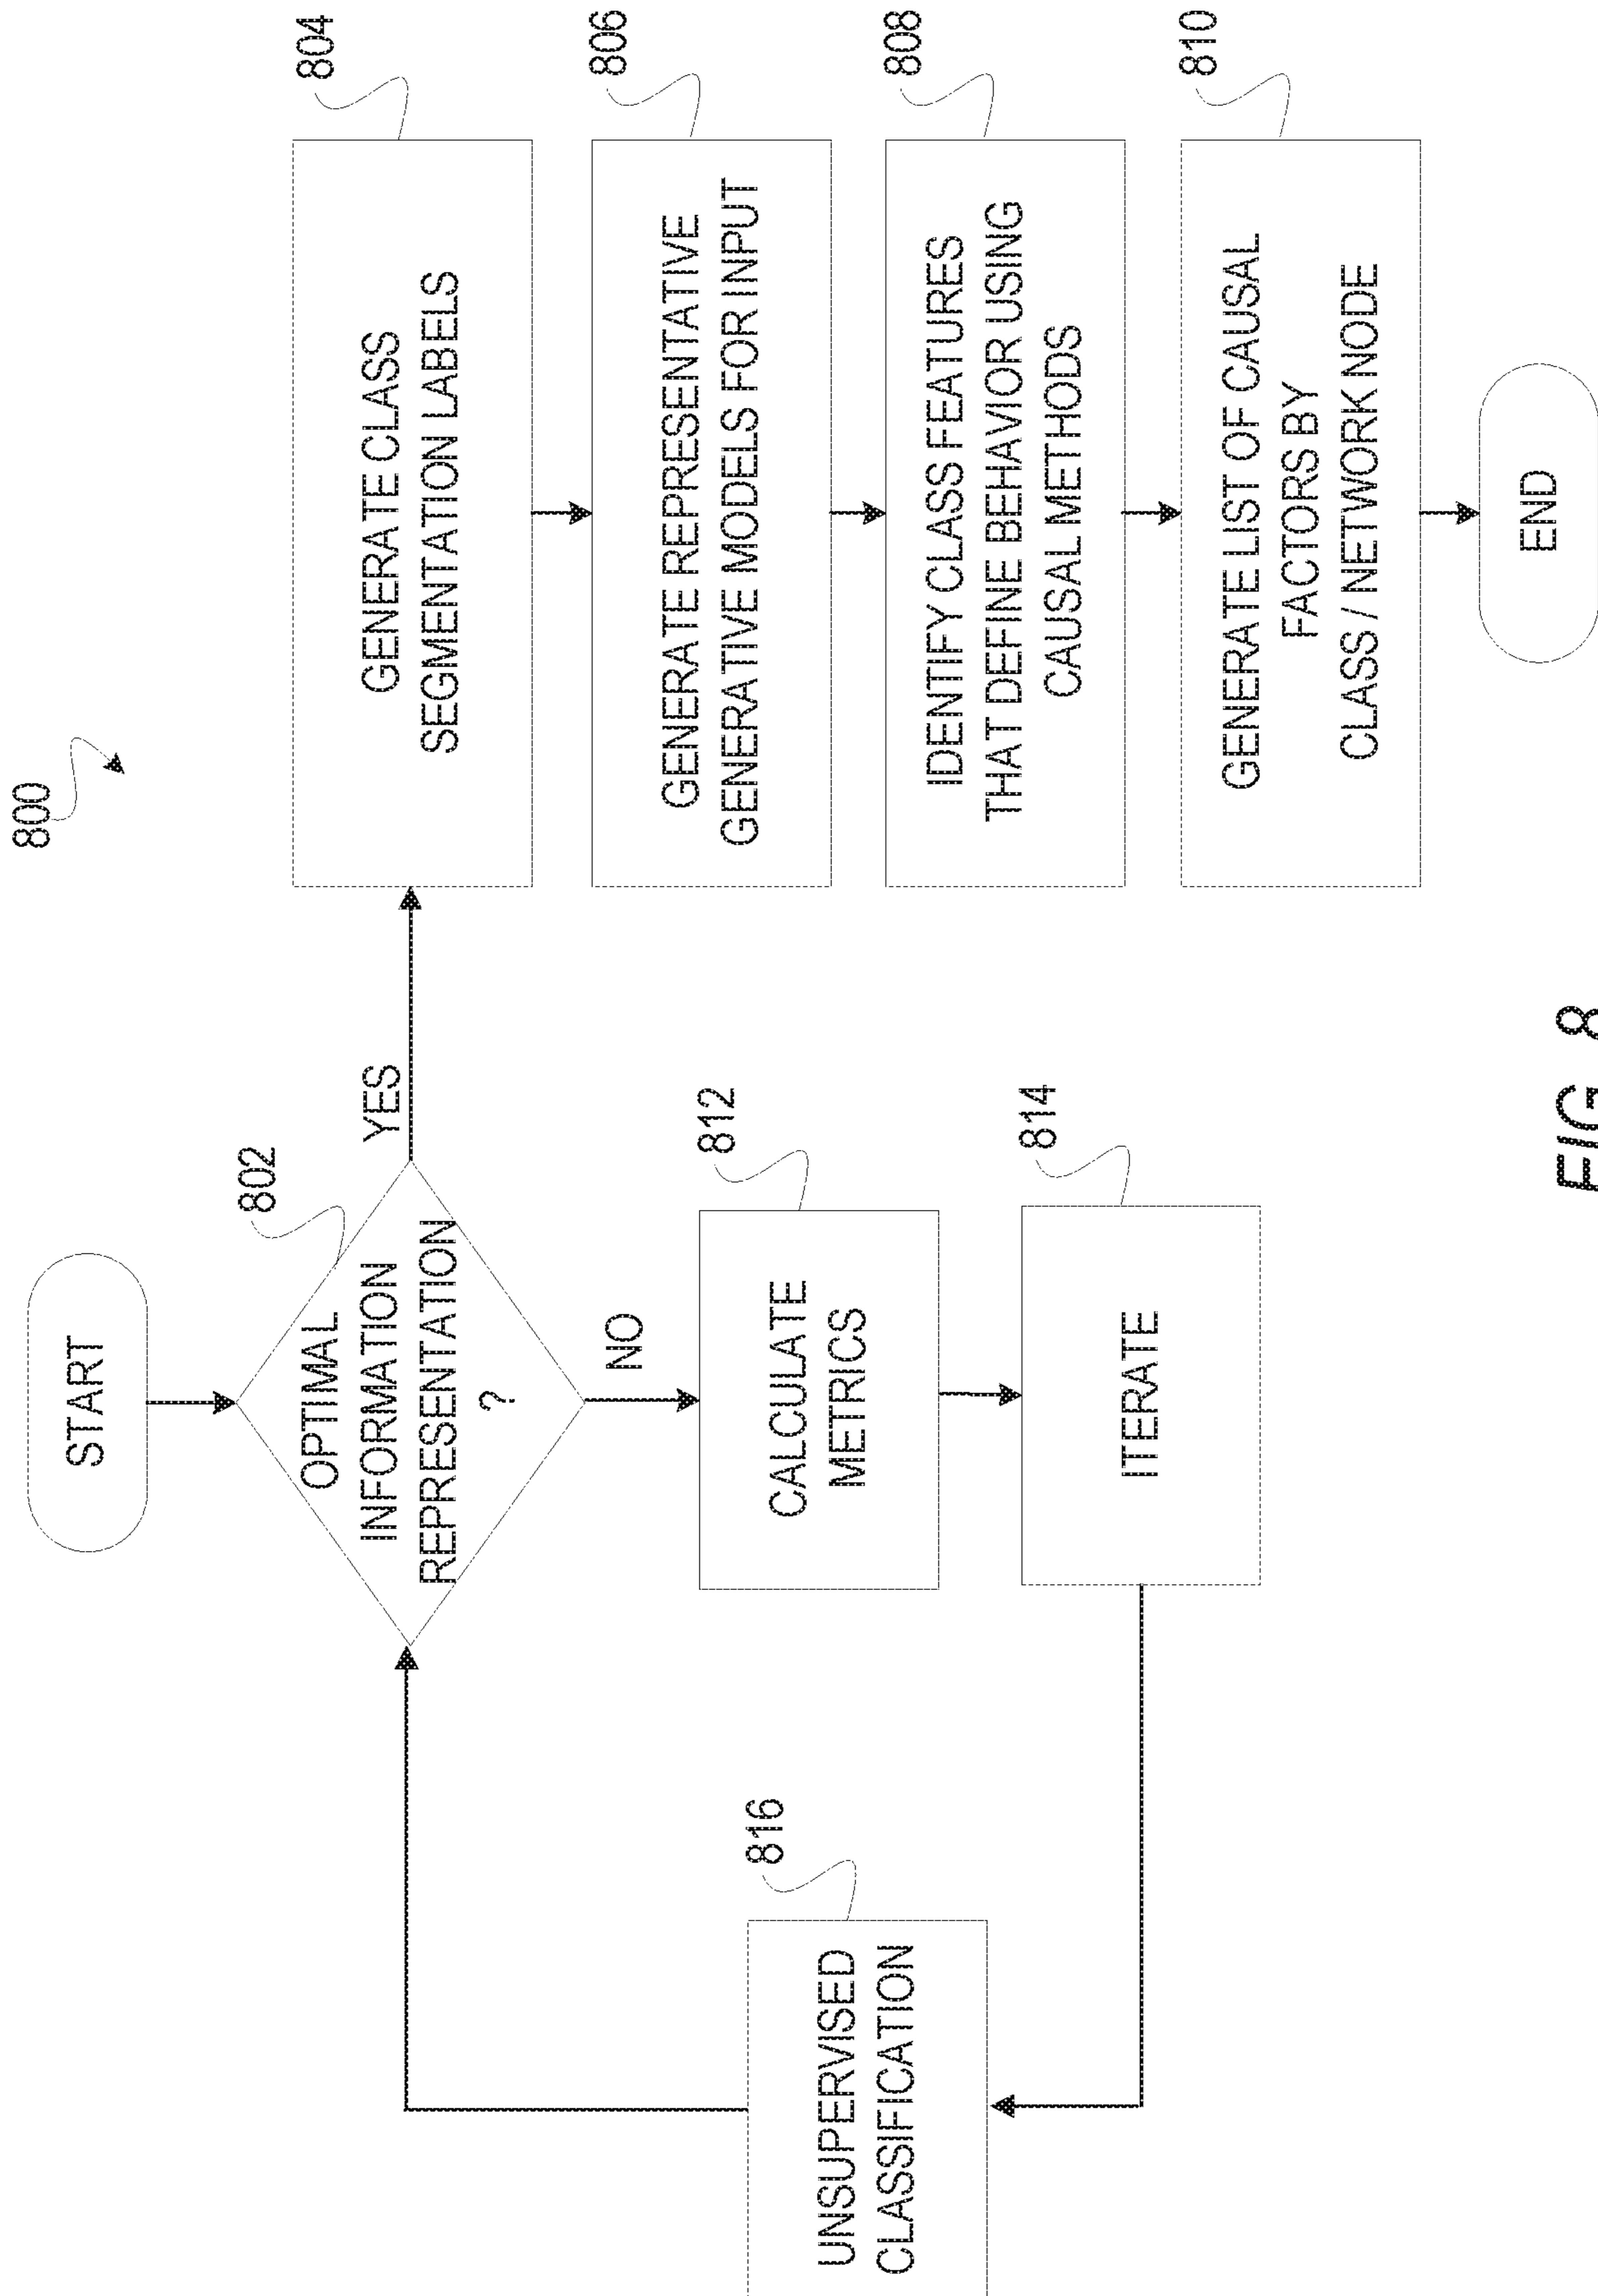 800
START
802
OPTIMAL
INFORMATION
REPRESENTATION
?
YES
NO
804
GENERATE CLASS
SEGMENTATION LABELS
806
GENERATE REPRESENTATIVE
GENERATIVE MODELS FOR INPUT
808
IDENTIFY CLASS FEATURES
THAT DEFINE BEHAVIOR USING
CAUSAL METHODS
810
GENERATE LIST OF CAUSAL
FACTORS BY
CLASS / NETWORK NODE
END
812
CALCULATE
METRICS
814
ITERATE
816
UNSUPERVISED
CLASSIFICATION
FIG. 8